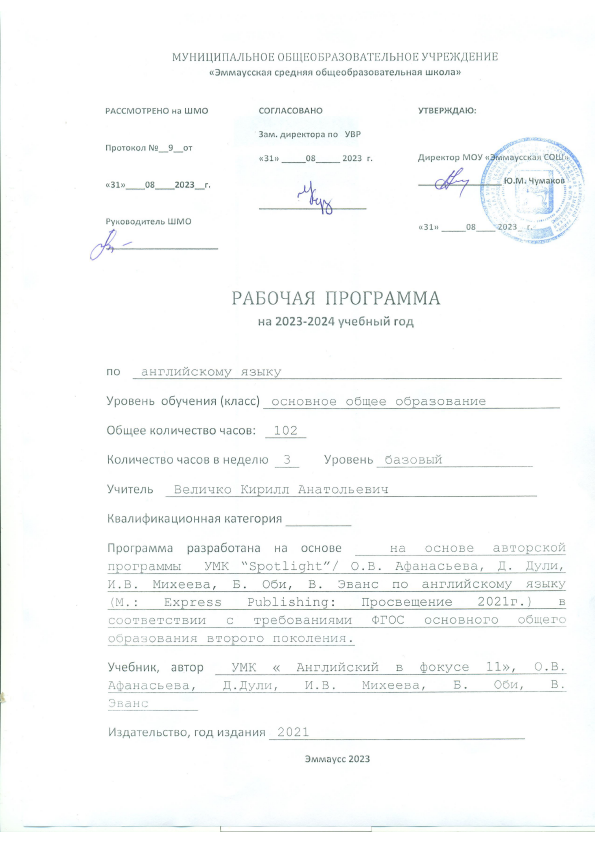 МУНИЦИПАЛЬНОЕ ОБЩЕОБРАЗОВАТЕЛЬНОЕ УЧРЕЖДЕНИЕ
«Эммаусская средняя общеобразовательная школа»
РАССМОТРЕНО на ШМО
Протокол №__9__от
«31»____08____2023__г.
Руководитель ШМО
СОГЛАСОВАНО
Зам. директора по УВР
«31» _____08_____ 2023 г.
УТВЕРЖДАЮ:
Директор МОУ «Эммаусская СОШ»
Ю.М. Чумаков
«31» _____08____ 2023_ г.
РАБОЧАЯ ПРОГРАММА
на 2023-2024 учебный год
по английскому языку
Уровень обучения (класс) основное общее образование
Общее количество часов: 102
Количество часов в неделю 3 Уровень базовый
Учитель Величко Кирилл Анатольевич
Квалификационная категория
Программа разработана на основе на основе авторской
программы УМК “Spotlight”/ О.В. Афанасьева, Д. Дули,
И.В. Михеева, Б. Оби, В. Эванс по английскому языку
(М.: Express Publishing: Просвещение 2021г.) в
соответствии с требованиями ФГОС основного общего
образования второго поколения.
Учебник, автор УМК « Английский в фокусе 11», О.В.
Афанасьева, Д.Дули, И.В. Михеева, Б. Оби, В.
Эванс
Издательство, год издания 2021
Эммаусс 2023